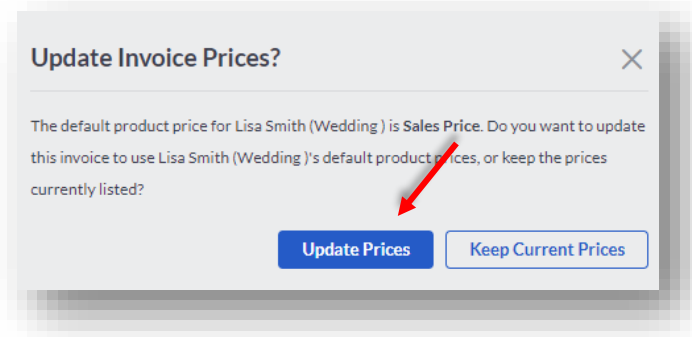 Update Invoice Prices?
The default product price for Lisa Smith (Wedding ) is Sales Price. Do you want to update
this invoice to use Lisa Smith (Wedding )'s default product prices, or keep the prices
currently listed?
Update Prices
Keep Current Prices